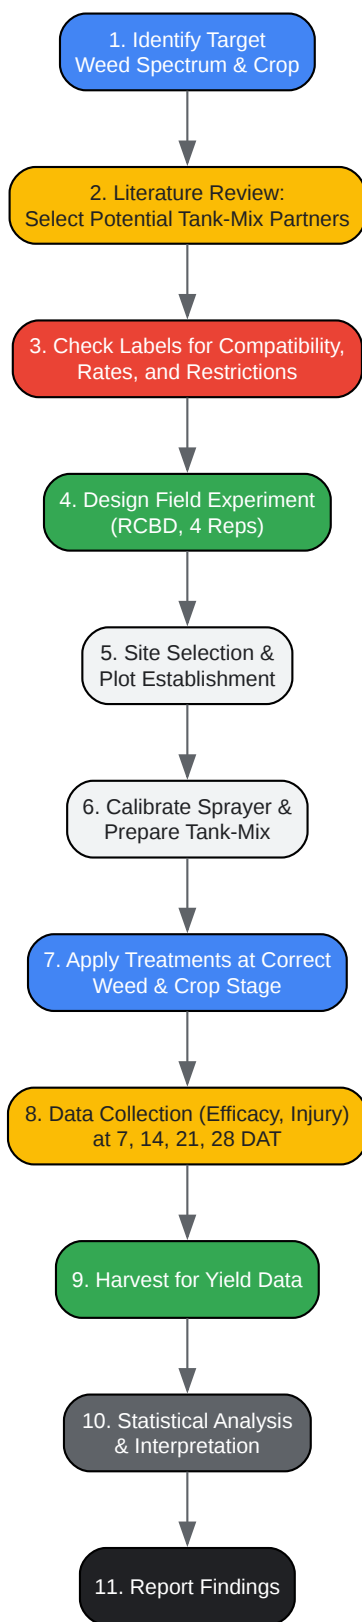 1. Identify Target
Weed Spectrum & Crop
2. Literature Review:
Select Potential Tank-Mix Partners
3. Check Labels for Compatibility,
Rates, and Restrictions
4. Design Field Experiment
(RCBD, 4 Reps)
5. Site Selection &
Plot Establishment
6. Calibrate Sprayer &
Prepare Tank-Mix
7. Apply Treatments at Correct
Weed & Crop Stage
8. Data Collection (Efficacy, Injury)
at 7, 14, 21, 28 DAT
9. Harvest for Yield Data
10. Statistical Analysis
& Interpretation
11. Report Findings